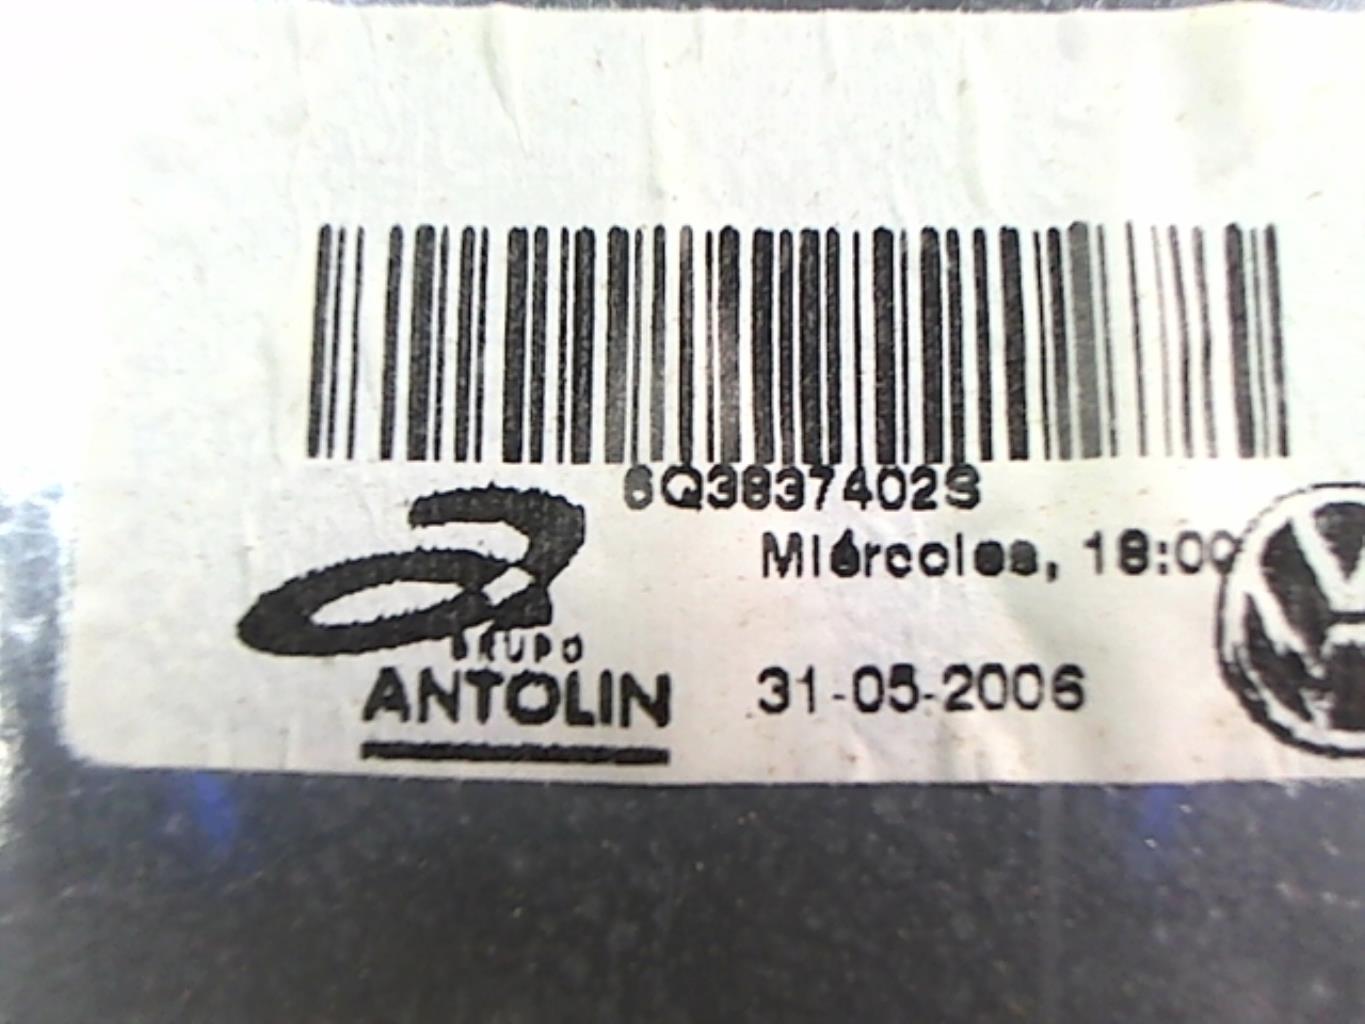 6Q3837402S
Miércoles, 18:00
GRUPO
ANTOLIN
31-05-2006